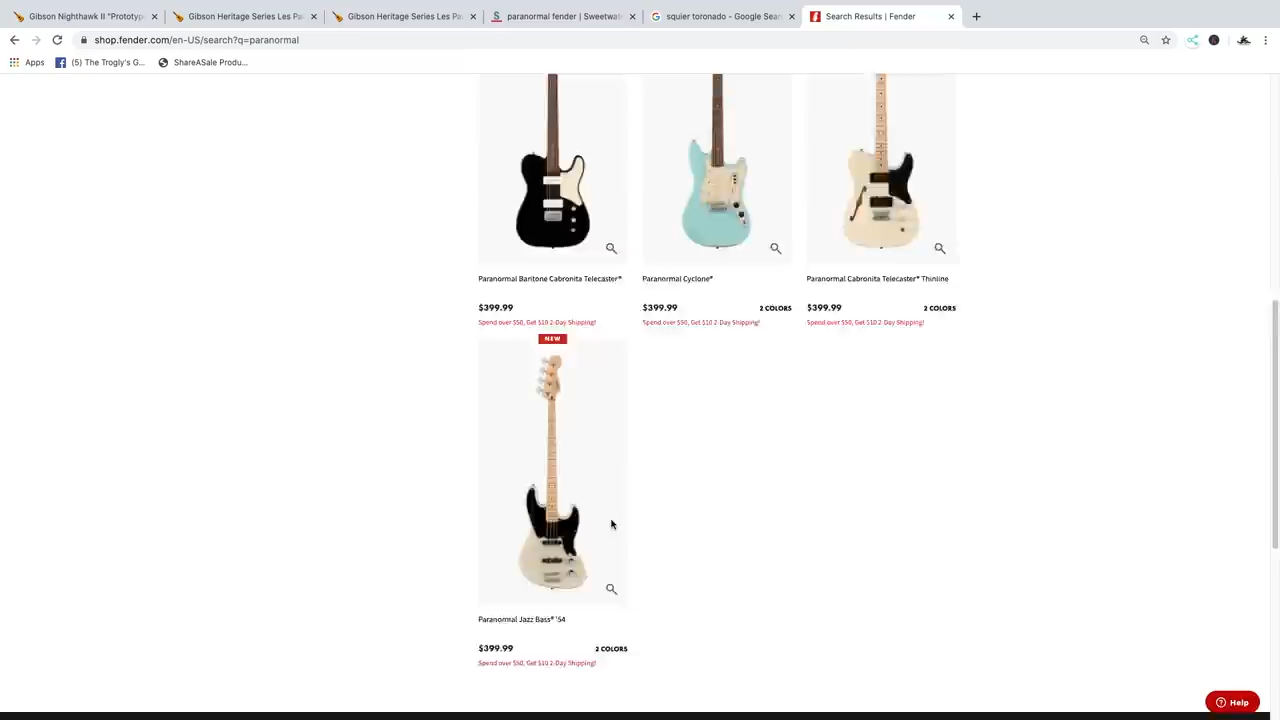 Gibson Nighthawk II "Prototyp
Gibson Heritage Series Les Pa
Gibson Heritage Series Les Pa
paranormal fender | Sweetwat
squier toronado - Google Sear
Search Results | Fender
shop.fender.com/en-US/search?q=paranormal
Apps
(5) The Trogly's G...
ShareASale Produ...
Paranormal Baritone Cabronita Telecaster®
Paranormal Cyclone®
Paranormal Cabronita Telecaster® Thinline
$399.99
$399.99
2 COLORS
$399.99
2 COLORS
Spend over $50, Get $10 2-Day Shipping!
Spend over $50, Get $10 2-Day Shipping!
Spend over $50, Get $10 2-Day Shipping!
NEW
Paranormal Jazz Bass® '54
$399.99
2 COLORS
Spend over $50, Get $10 2-Day Shipping!
Help